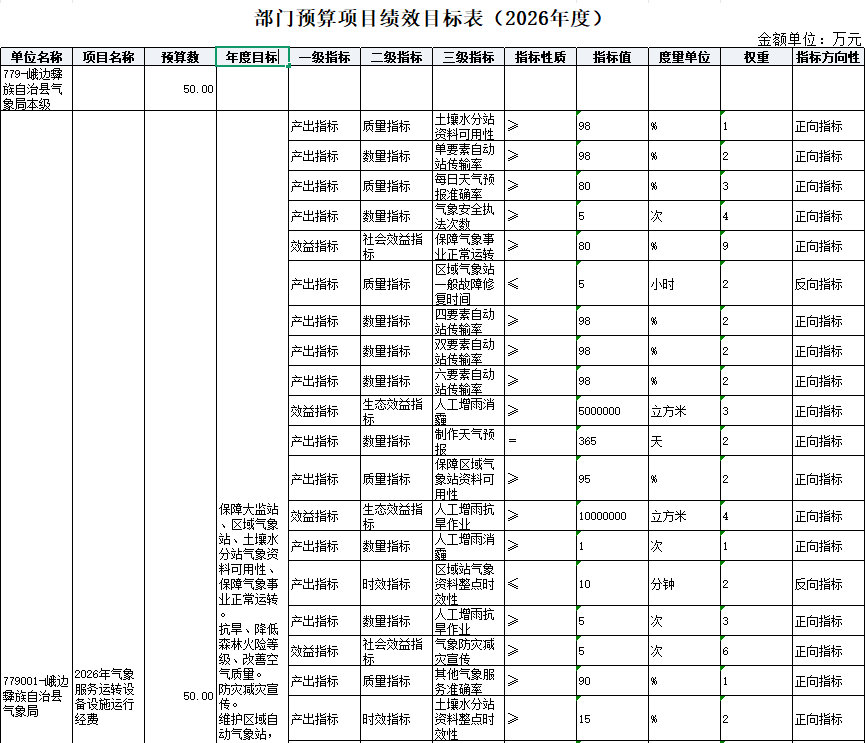 部门预算项目绩效目标表（2026年度）
金额单位：万元
单位名称 项目名称 预算数 年度目标 一级指标 二级指标 三级指标 指标性质 指标值 度量单位 权重 指标方向性
779-峨边彝
族自治县气
象局本级
50.00
产出指标 质量指标 土壤水分站
资料可用性 ≥ 98 % 1 正向指标
产出指标 数量指标 单要素自动
站传输率 ≥ 98 % 2 正向指标
产出指标 质量指标 每日天气预
报准确率 ≥ 80 % 3 正向指标
产出指标 数量指标 气象安全执
法次数 ≥ 5 次 4 正向指标
效益指标 社会效益指
标 保障气象事
业正常运转 ≥ 80 % 9 正向指标
产出指标 质量指标 区域气象站
一般故障修
复时间 ≤ 5 小时 2 反向指标
产出指标 数量指标 四要素自动
站传输率 ≥ 98 % 2 正向指标
产出指标 数量指标 双要素自动
站传输率 ≥ 98 % 2 正向指标
产出指标 数量指标 六要素自动
站传输率 ≥ 98 % 2 正向指标
效益指标 生态效益指
标 人工增雨消
霾 ≥ 5000000 立方米 3 正向指标
产出指标 数量指标 制作天气预
报 = 365 天 2 正向指标
产出指标 质量指标 保障区域气
象站资料可
用性 ≥ 95 % 2 正向指标
效益指标 生态效益指
标 人工增雨抗
旱作业 ≥ 10000000 立方米 4 正向指标
产出指标 数量指标 人工增雨消
霾 ≥ 1 次 1 正向指标
产出指标 时效指标 区域站气象
资料整点时
效性 ≤ 10 分钟 2 反向指标
产出指标 数量指标 人工增雨抗
旱作业 ≥ 5 次 3 正向指标
效益指标 社会效益指
标 气象防灾减
灾宣传 ≥ 5 次 6 正向指标
产出指标 质量指标 其他气象服
务准确率 ≥ 90 % 1 正向指标
产出指标 时效指标 土壤水分站
资料整点时
效性 ≥ 15 % 2 正向指标
779001-峨边
彝族自治县
气象局
2026年气象
服务运转设
备设施运行
经费
50.00
保障大监站
、区域气象
站、土壤水
分站气象资
料可用性、
保障气象事
业正常运转
。
抗旱、降低
森林火险等
级、改善空
气质量。
防灾减灾宣
传。
维护区域自
动气象站，